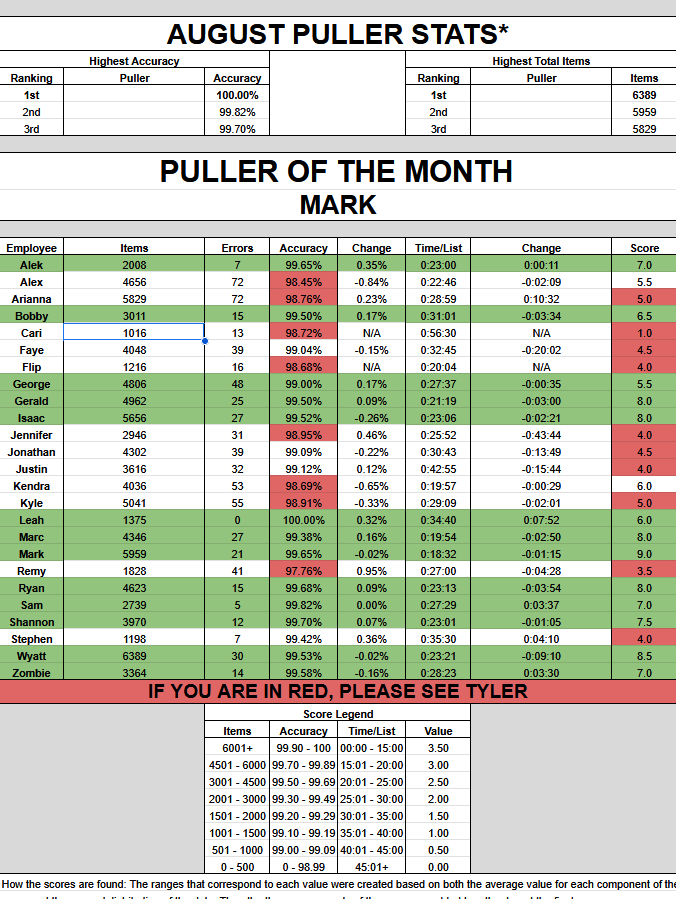 AUGUST PULLER STATS*
Highest Accuracy Highest Total Items
Ranking Puller Accuracy Ranking Puller Items
1st 100.00% 1st 6389
2nd 99.82% 2nd 5959
3rd 99.70% 3rd 5829
PULLER OF THE MONTH
MARK
Employee Items Errors Accuracy Change Time/List Change Score
Alek 2008 7 99.65% 0.35% 0:23:00 0:00:11 7.0
Alex 4656 72 98.45% -0.84% 0:22:46 -0:02:09 5.5
Arianna 5829 72 98.76% 0.23% 0:28:59 0:10:32 5.0
Bobby 3011 15 99.50% 0.17% 0:31:01 -0:03:34 6.5
Cari 1016 13 98.72% N/A 0:56:30 N/A 1.0
Faye 4048 39 99.04% -0.15% 0:32:45 -0:20:02 4.5
Flip 1216 16 98.68% N/A 0:20:04 N/A 4.0
George 4806 48 99.00% 0.17% 0:27:37 -0:00:35 5.5
Gerald 4962 25 99.50% 0.09% 0:21:19 -0:03:00 8.0
Isaac 5656 27 99.52% -0.26% 0:23:06 -0:02:21 8.0
Jennifer 2946 31 98.95% 0.46% 0:25:52 -0:43:44 4.0
Jonathan 4302 39 99.09% -0.22% 0:30:43 -0:13:49 4.5
Justin 3616 32 99.12% 0.12% 0:42:55 -0:15:44 4.0
Kendra 4036 53 98.69% -0.65% 0:19:57 -0:00:29 6.0
Kyle 5041 55 98.91% -0.33% 0:29:09 -0:02:01 5.0
Leah 1375 0 100.00% 0.32% 0:34:40 0:07:52 6.0
Marc 4346 27 99.38% 0.16% 0:19:54 -0:02:50 8.0
Mark 5959 21 99.65% -0.02% 0:18:32 -0:01:15 9.0
Remy 1828 41 97.76% 0.95% 0:27:00 -0:04:28 3.5
Ryan 4623 15 99.68% 0.09% 0:23:13 -0:03:54 8.0
Sam 2739 5 99.82% 0.00% 0:27:29 0:03:37 7.0
Shannon 3970 12 99.70% 0.07% 0:23:01 -0:01:05 7.5
Stephen 1198 7 99.42% 0.36% 0:35:30 0:04:10 4.0
Wyatt 6389 30 99.53% -0.02% 0:23:21 -0:09:10 8.5
Zombie 3364 14 99.58% -0.16% 0:28:23 0:03:30 7.0
IF YOU ARE IN RED, PLEASE SEE TYLER
Score Legend
Items Accuracy Time/List Value
6001+ 99.90 - 100 00:00 - 15:00 3.50
4501 - 6000 99.70 - 99.89 15:01 - 20:00 3.00
3001 - 4500 99.50 - 99.69 20:01 - 25:00 2.50
2001 - 3000 99.30 - 99.49 25:01 - 30:00 2.00
1501 - 2000 99.20 - 99.29 30:01 - 35:00 1.50
1001 - 1500 99.10 - 99.19 35:01 - 40:00 1.00
501 - 1000 99.00 - 99.09 40:01 - 45:00 0.50
0 - 500 0 - 98.99 45:01+ 0.00
How the scores are found: The ranges that correspond to each value were created based on both the average value for each component of the